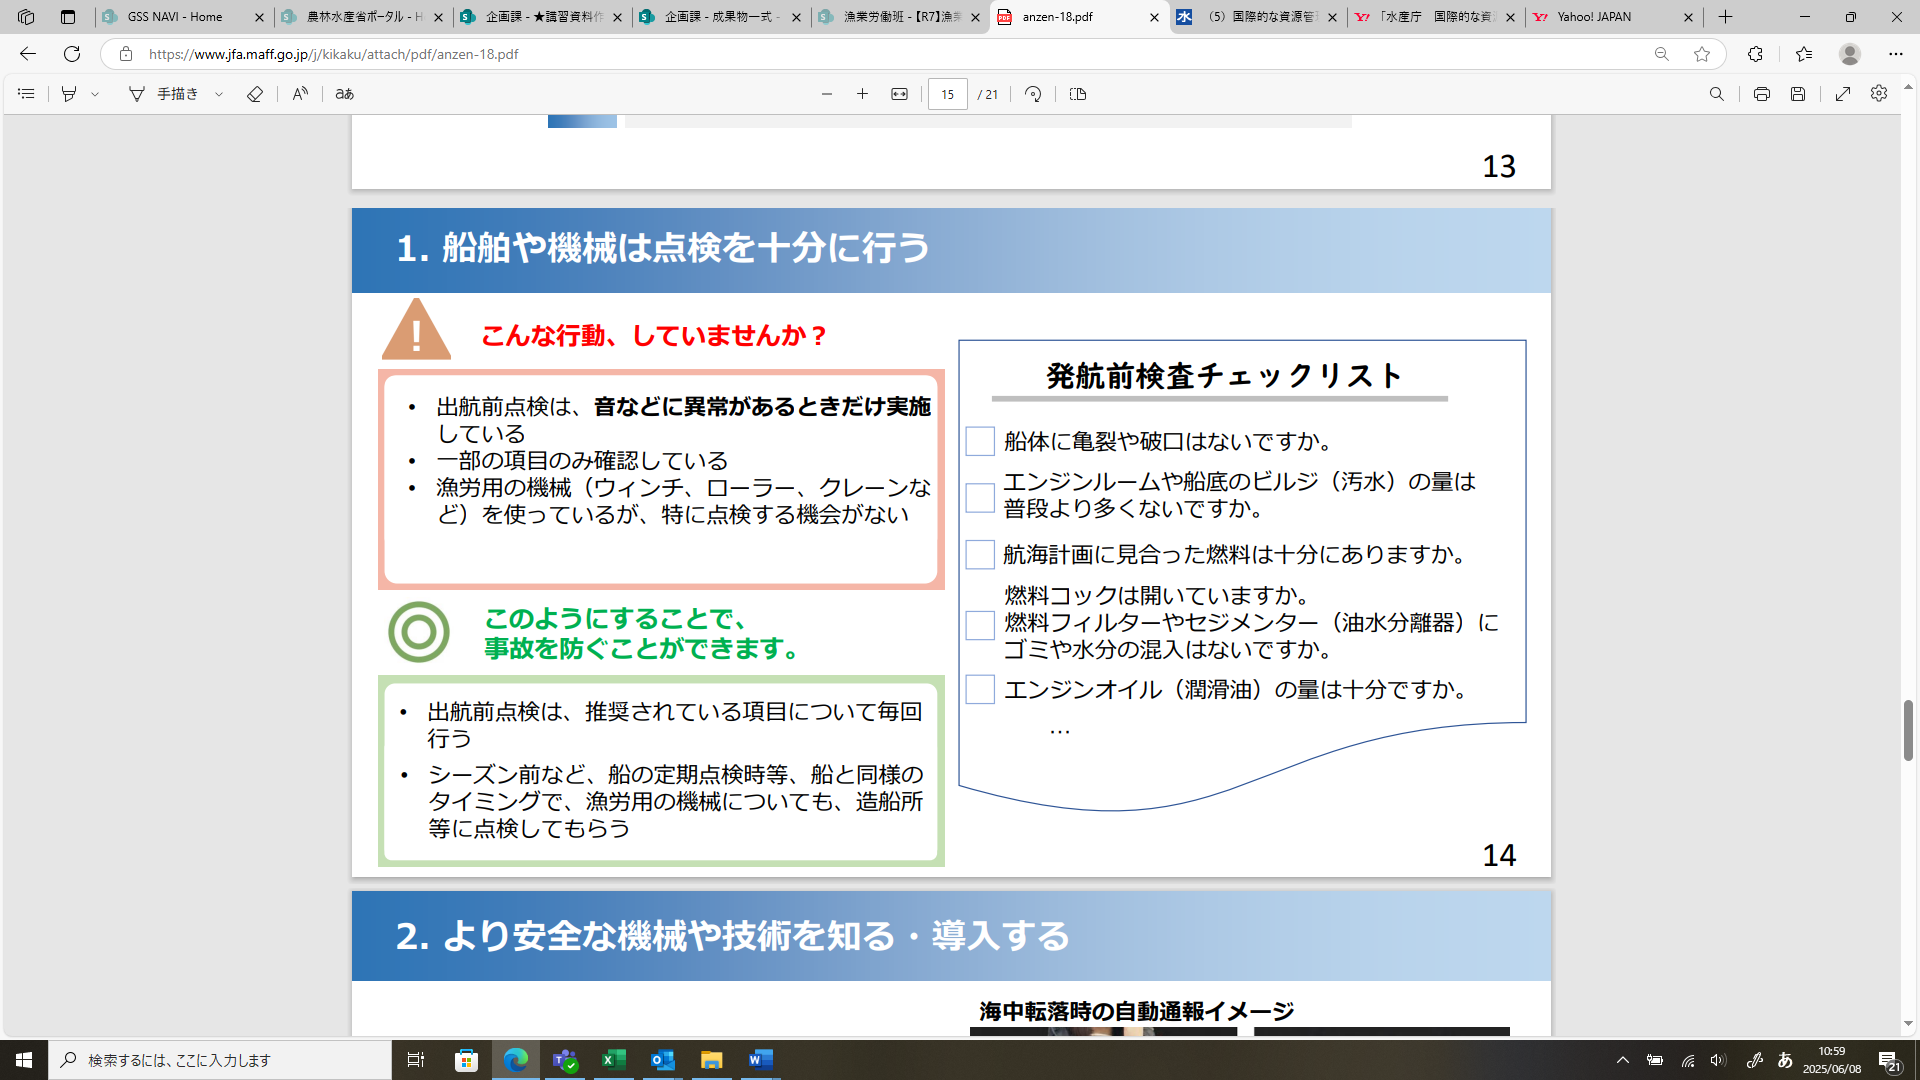 GSS NAVI - Home
農林水産省ポータル - H
企画課 - ★講習資料作
企画課 - 成果物一式 -
漁業労働班 - 【R7】漁業
anzen-18.pdf
（5）国際的な資源管理
「水産庁 国際的な資源
Yahoo! JAPAN
https://www.jfa.maff.go.jp/j/kikaku/attach/pdf/anzen-18.pdf
手描き
aあ
15 / 21
13
1. 船舶や機械は点検を十分に行う
!
こんな行動、していませんか？
• 出航前点検は、音などに異常があるときだけ実施
している
• 一部の項目のみ確認している
• 漁労用の機械（ウィンチ、ローラー、クレーンな
ど）を使っているが、特に点検する機会がない
このようにすることで、
事故を防ぐことができます。
• 出航前点検は、推奨されている項目について毎回
行う
• シーズン前など、船の定期点検時等、船と同様の
タイミングで、漁労用の機械についても、造船所
等に点検してもらう
発航前検査チェックリスト
船体に亀裂や破口はないですか。
エンジンルームや船底のビルジ（汚水）の量は
普段より多くないですか。
航海計画に見合った燃料は十分にありますか。
燃料コックは開いていますか。
燃料フィルターやセジメンター（油水分離器）に
ゴミや水分の混入はないですか。
エンジンオイル（潤滑油）の量は十分ですか。
…
14
2. より安全な機械や技術を知る・導入する
海中転落時の自動通報イメージ
検索するには、ここに入力します
あ
10:59
2025/06/08
21